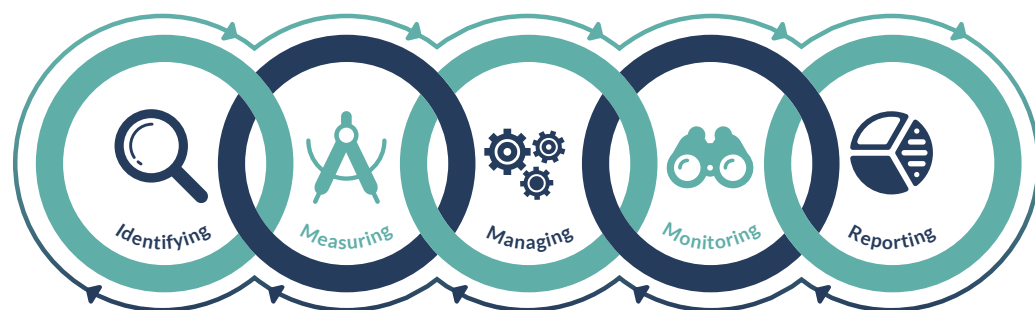 Identifying
Measuring
Managing
Monitoring
Reporting